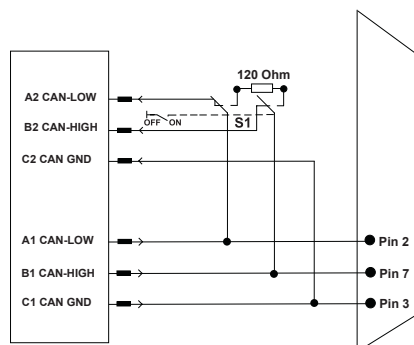 120 Ohm
A2 CAN-LOW
B2 CAN-HIGH
OFF ON
S1
C2 CAN GND
A1 CAN-LOW
Pin 2
B1 CAN-HIGH
Pin 7
C1 CAN GND
Pin 3